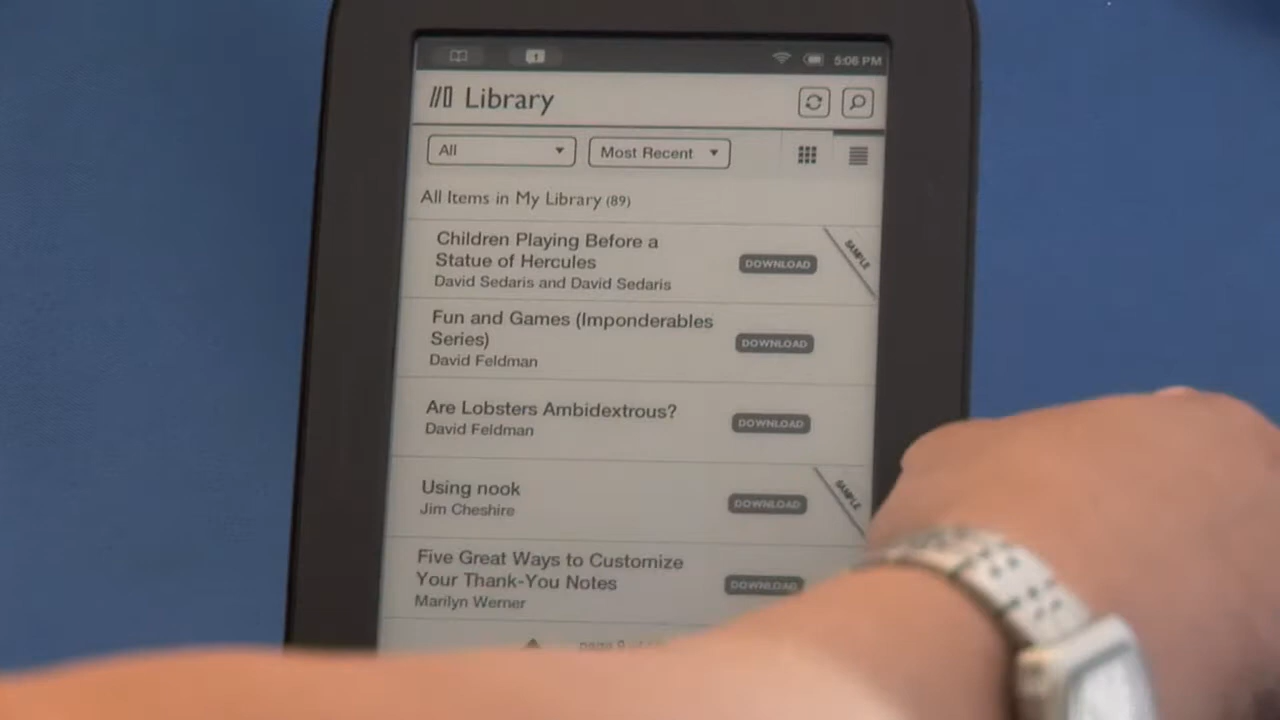 5:06 PM
Library
All
Most Recent
All Items in My Library (89)
Children Playing Before a
Statue of Hercules
David Sedaris and David Sedaris
DOWNLOAD
SAMPLE
Fun and Games (Imponderables
Series)
David Feldman
DOWNLOAD
Are Lobsters Ambidextrous?
David Feldman
DOWNLOAD
Using nook
Jim Cheshire
DOWNLOAD
SAMPLE
Five Great Ways to Customize
Your Thank-You Notes
Marilyn Werner
DOWNLOAD
page